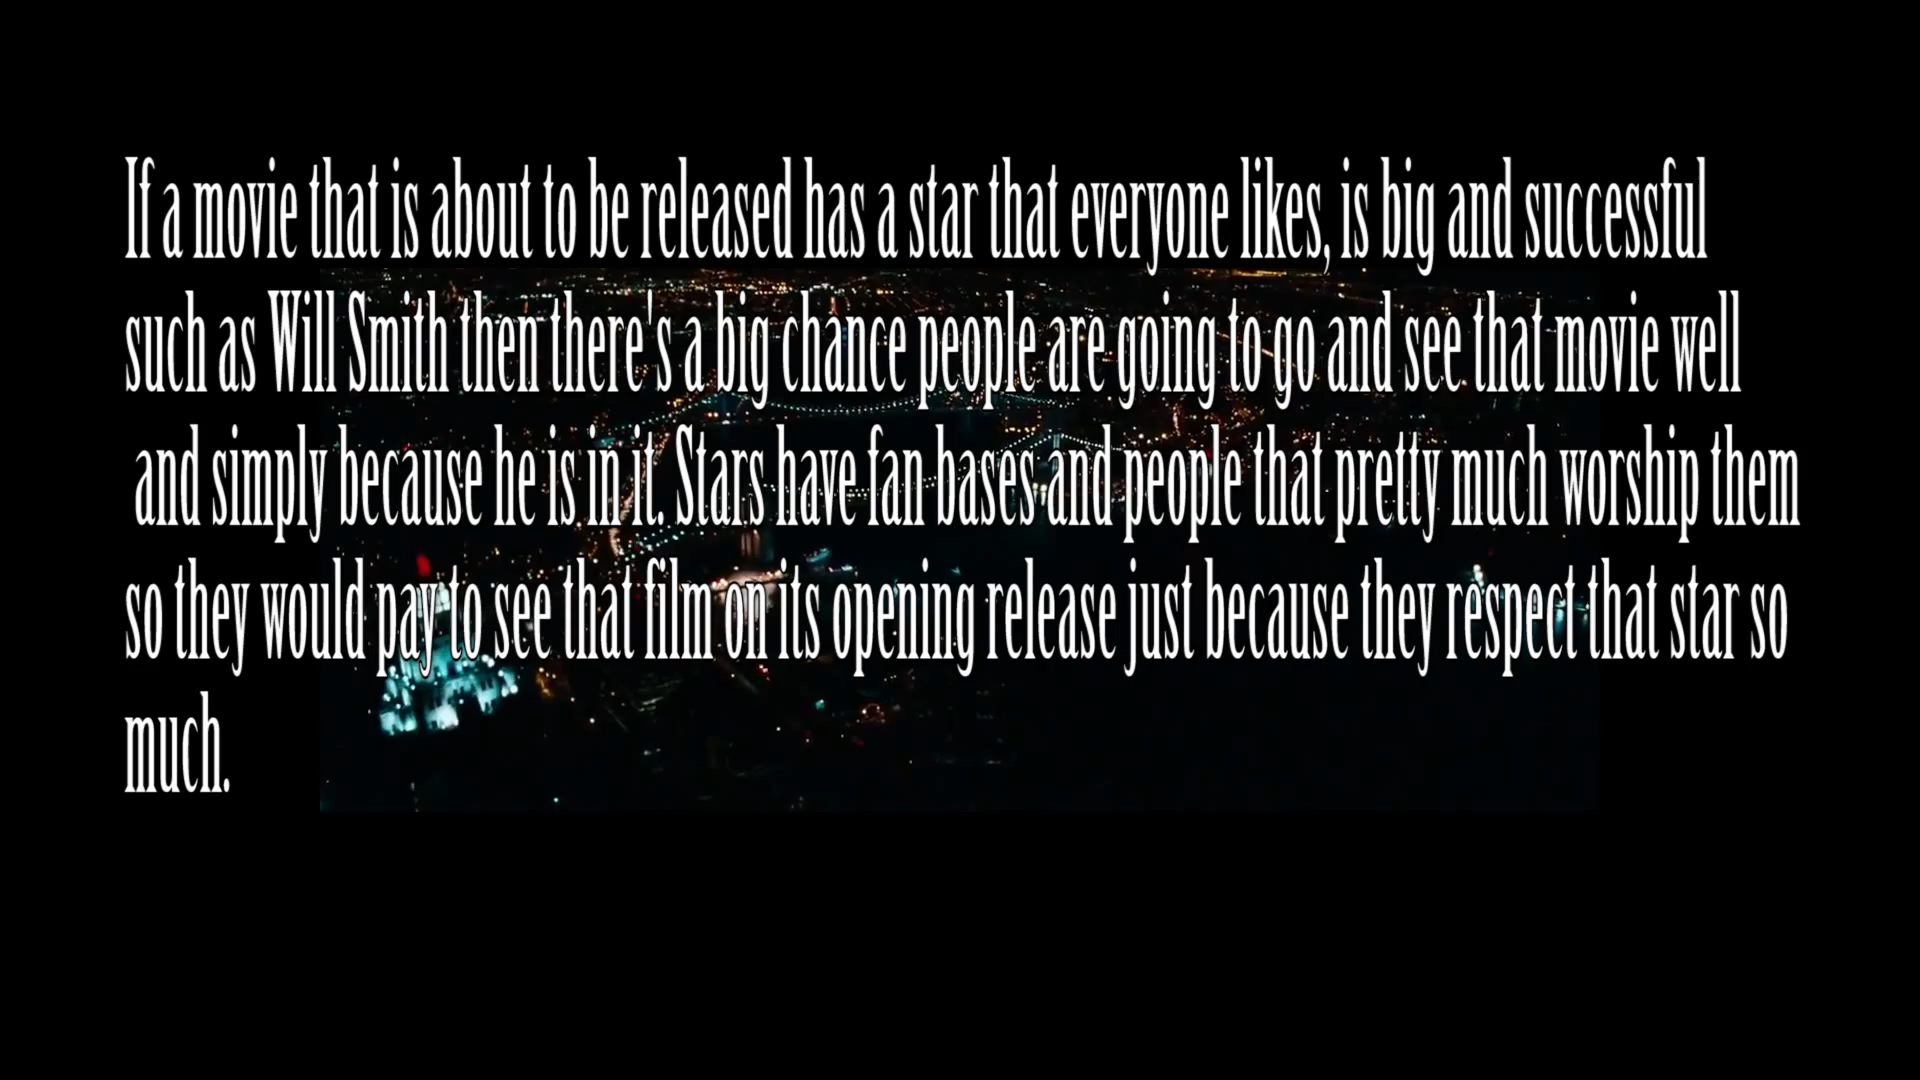 If a movie that is about to be released has a star that everyone likes, is big and successful
such as Will Smith then there's a big chance people are going to go and see that movie well
and simply because he is in it. Stars have fan bases and people that pretty much worship them
so they would pay to see that film on its opening release just because they respect that star so
much.